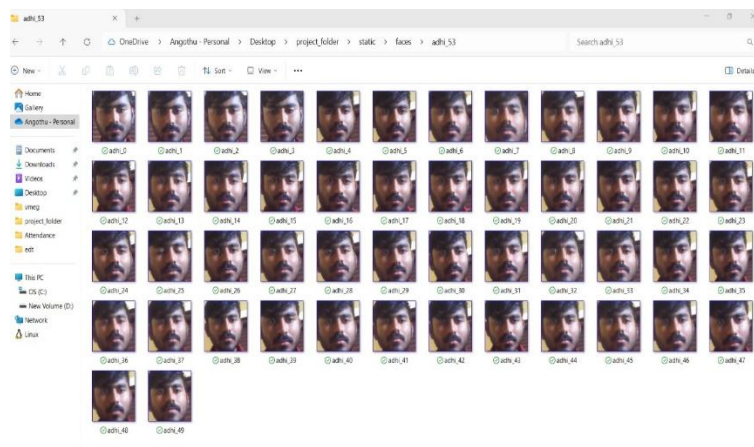 adhi_53
OneDrive > Angothu - Personal > Desktop > project_folder > static > faces > adhi_53
Search adhi_53
New Sort View ... Details
Home
Gallery
Angothu - Personal
Documents
Downloads
Videos
Desktop
project_folder
Attendance
edt
This PC
OS (C:)
New Volume (D:)
Network
Linux
adhi_0 adhi_1 adhi_2 adhi_3 adhi_4 adhi_5 adhi_6 adhi_7 adhi_8 adhi_9 adhi_10 adhi_11
adhi_12 adhi_13 adhi_14 adhi_15 adhi_16 adhi_17 adhi_18 adhi_19 adhi_20 adhi_21 adhi_22 adhi_23
adhi_24 adhi_25 adhi_26 adhi_27 adhi_28 adhi_29 adhi_30 adhi_31 adhi_32 adhi_33 adhi_34 adhi_35
adhi_36 adhi_37 adhi_38 adhi_39 adhi_40 adhi_41 adhi_42 adhi_43 adhi_44 adhi_45 adhi_46 adhi_47
adhi_48 adhi_49